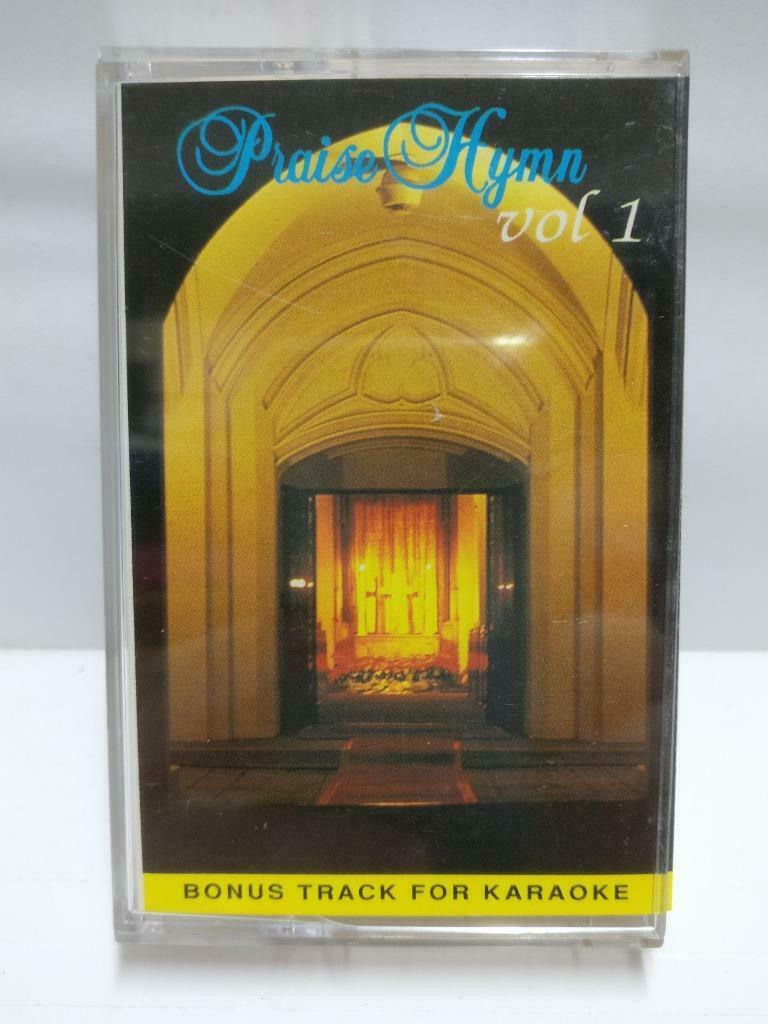 Praise Hymn
vol 1
BONUS TRACK FOR KARAOKE